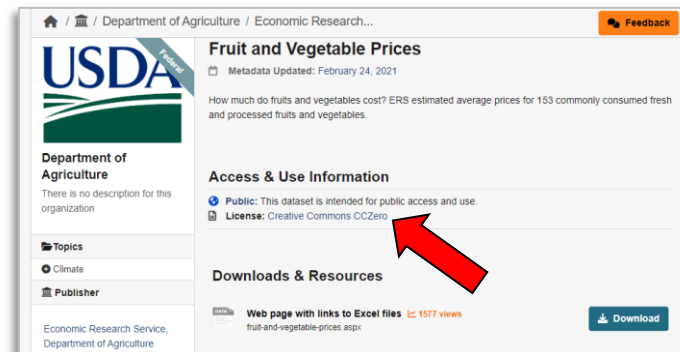 / / Department of Agriculture / Economic Research...
Feedback
USDA
Federal
Department of
Agriculture
There is no description for this
organization
Topics
Climate
Publisher
Economic Research Service,
Department of Agriculture
Fruit and Vegetable Prices
Metadata Updated: February 24, 2021
How much do fruits and vegetables cost? ERS estimated average prices for 153 commonly consumed fresh
and processed fruits and vegetables.
Access & Use Information
Public: This dataset is intended for public access and use.
License: Creative Commons CCZero
Downloads & Resources
DATA
Web page with links to Excel files 1577 views
fruit-and-vegetable-prices.aspx
Download